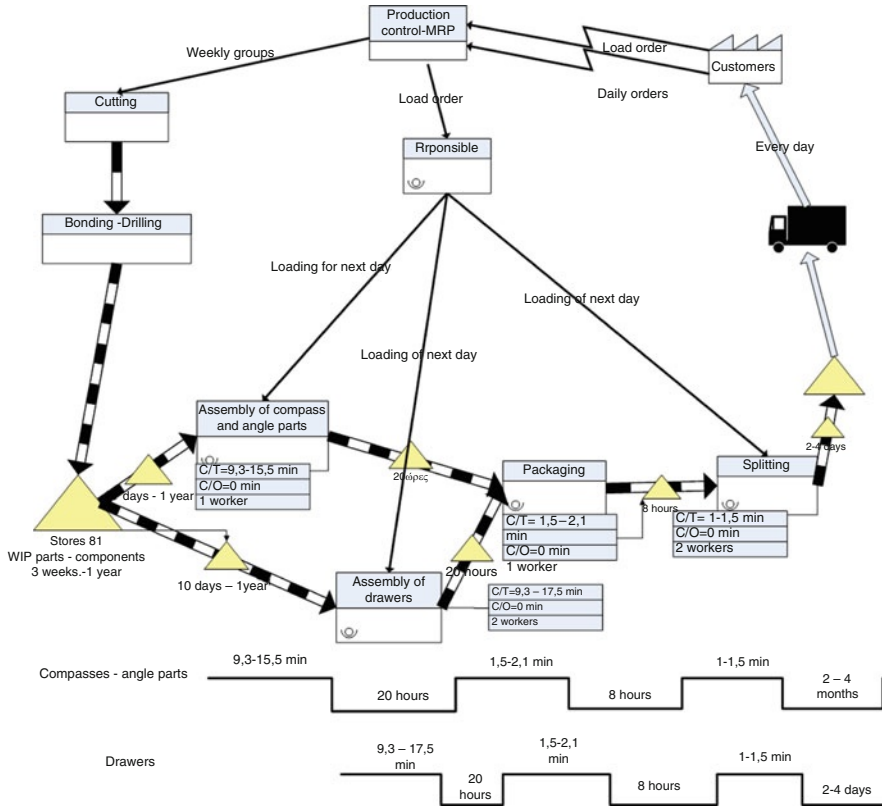 Production
control-MRP
Weekly groups
Load order
Customers
Daily orders
Cutting
Load order
Rrponsible
Every day
Bonding -Drilling
Loading for next day
Loading of next day
Loading of next day
Assembly of compass
and angle parts
C/T=9,3-15,5 min
C/O=0 min
1 worker
20ώρες
2-4 days
Packaging
C/T= 1,5–2,1
min
C/O=0 min
1 worker
8 hours
Splitting
C/T= 1-1,5 min
C/O=0 min
2 workers
days - 1 year
Stores 81
WIP parts - components
3 weeks.-1 year
10 days – 1year
20 hours
Assembly of
drawers
C/T=9,3 – 17,5 min
C/O=0 min
2 workers
Compasses - angle parts
9,3-15,5 min
20 hours
1,5-2,1 min
8 hours
1-1,5 min
2 – 4
months
Drawers
9,3 – 17,5
min
20
hours
1,5-2,1
min
8 hours
1-1,5 min
2-4 days